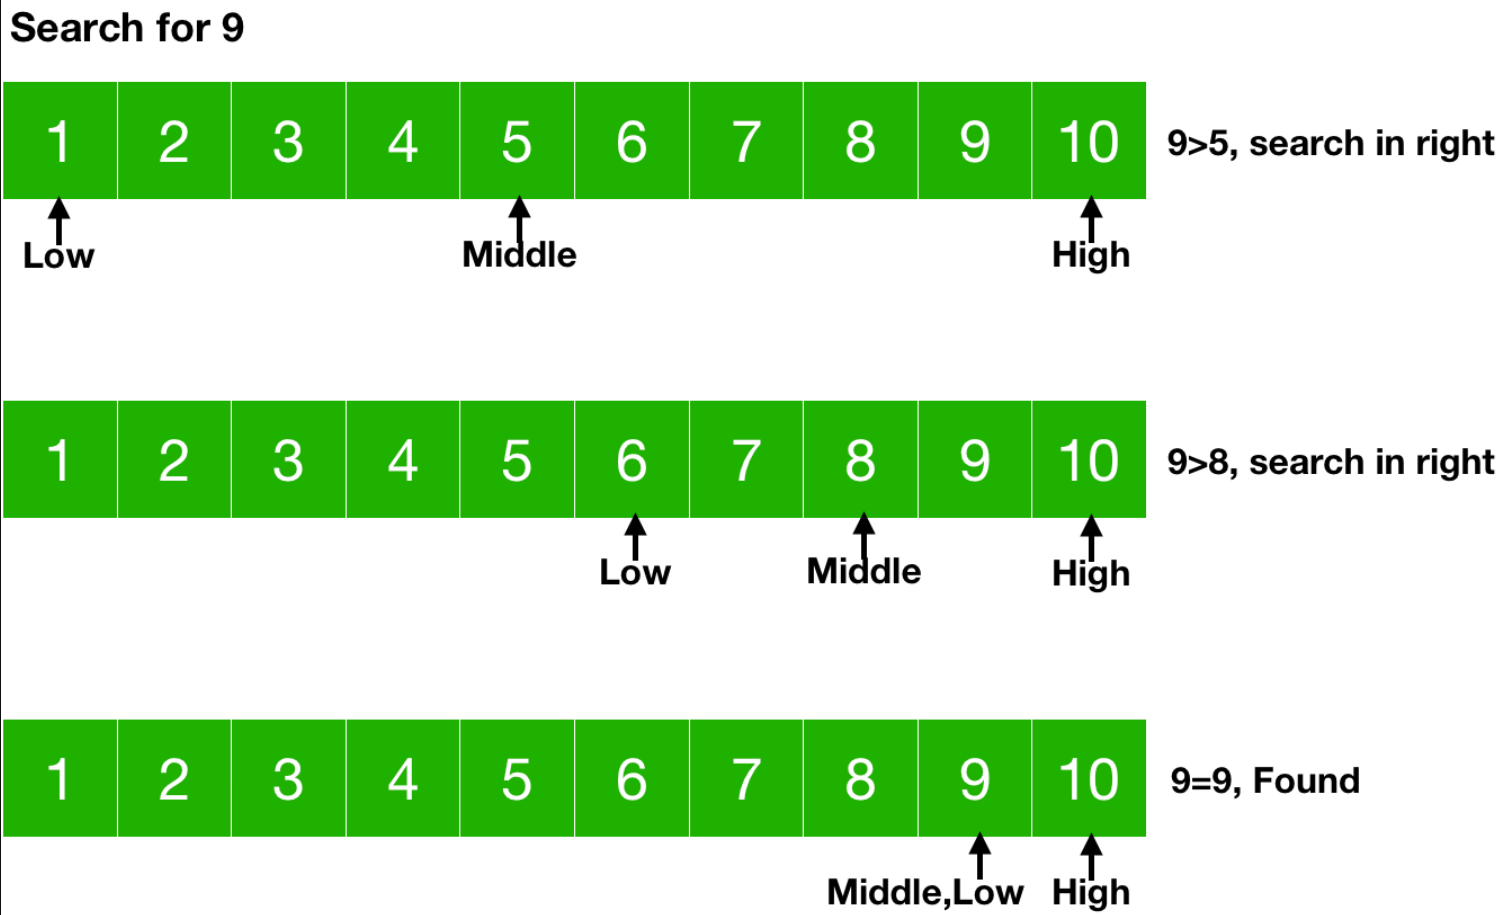 Search for 9
1 2 3 4 5 6 7 8 9 10 9>5, search in right
Low Middle High
1 2 3 4 5 6 7 8 9 10 9>8, search in right
Low Middle High
1 2 3 4 5 6 7 8 9 10 9=9, Found
Middle,Low High